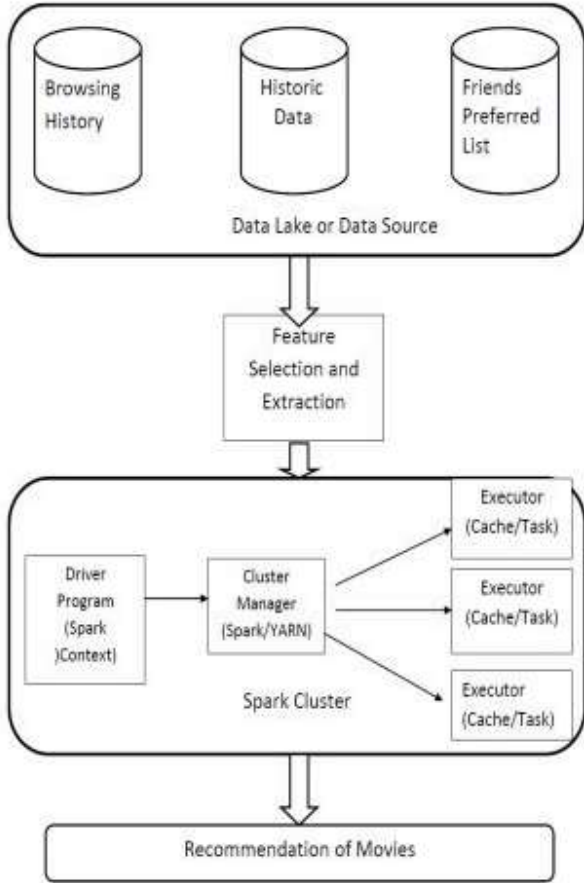 Browsing
History
Historic
Data
Friends
Preferred
List
Data Lake or Data Source
Feature
Selection and
Extraction
Driver
Program
(Spark
)Context)
Cluster
Manager
(Spark/YARN)
Executor
(Cache/Task)
Executor
(Cache/Task)
Executor
(Cache/Task)
Spark Cluster
Recommendation of Movies